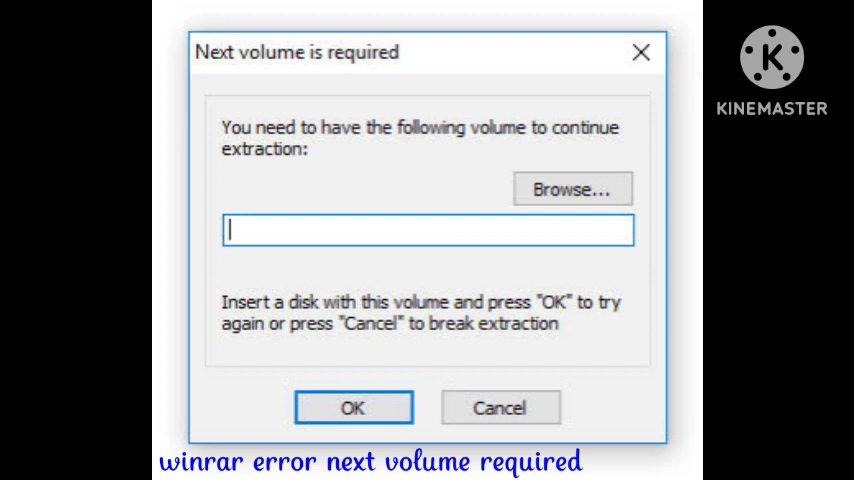 Next volume is required
KINEMASTER
You need to have the following volume to continue
extraction:
Browse...
Insert a disk with this volume and press "OK" to try
again or press "Cancel" to break extraction
OK
Cancel
winrar error next volume required